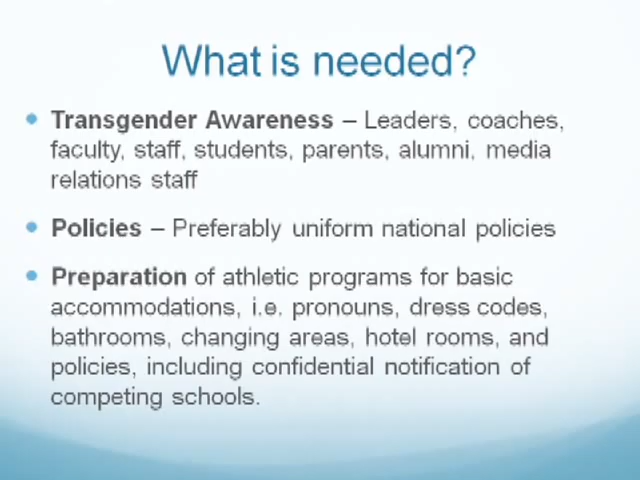 What is needed?
Transgender Awareness – Leaders, coaches,
faculty, staff, students, parents, alumni, media
relations staff
Policies – Preferably uniform national policies
Preparation of athletic programs for basic
accommodations, i.e. pronouns, dress codes,
bathrooms, changing areas, hotel rooms, and
policies, including confidential notification of
competing schools.